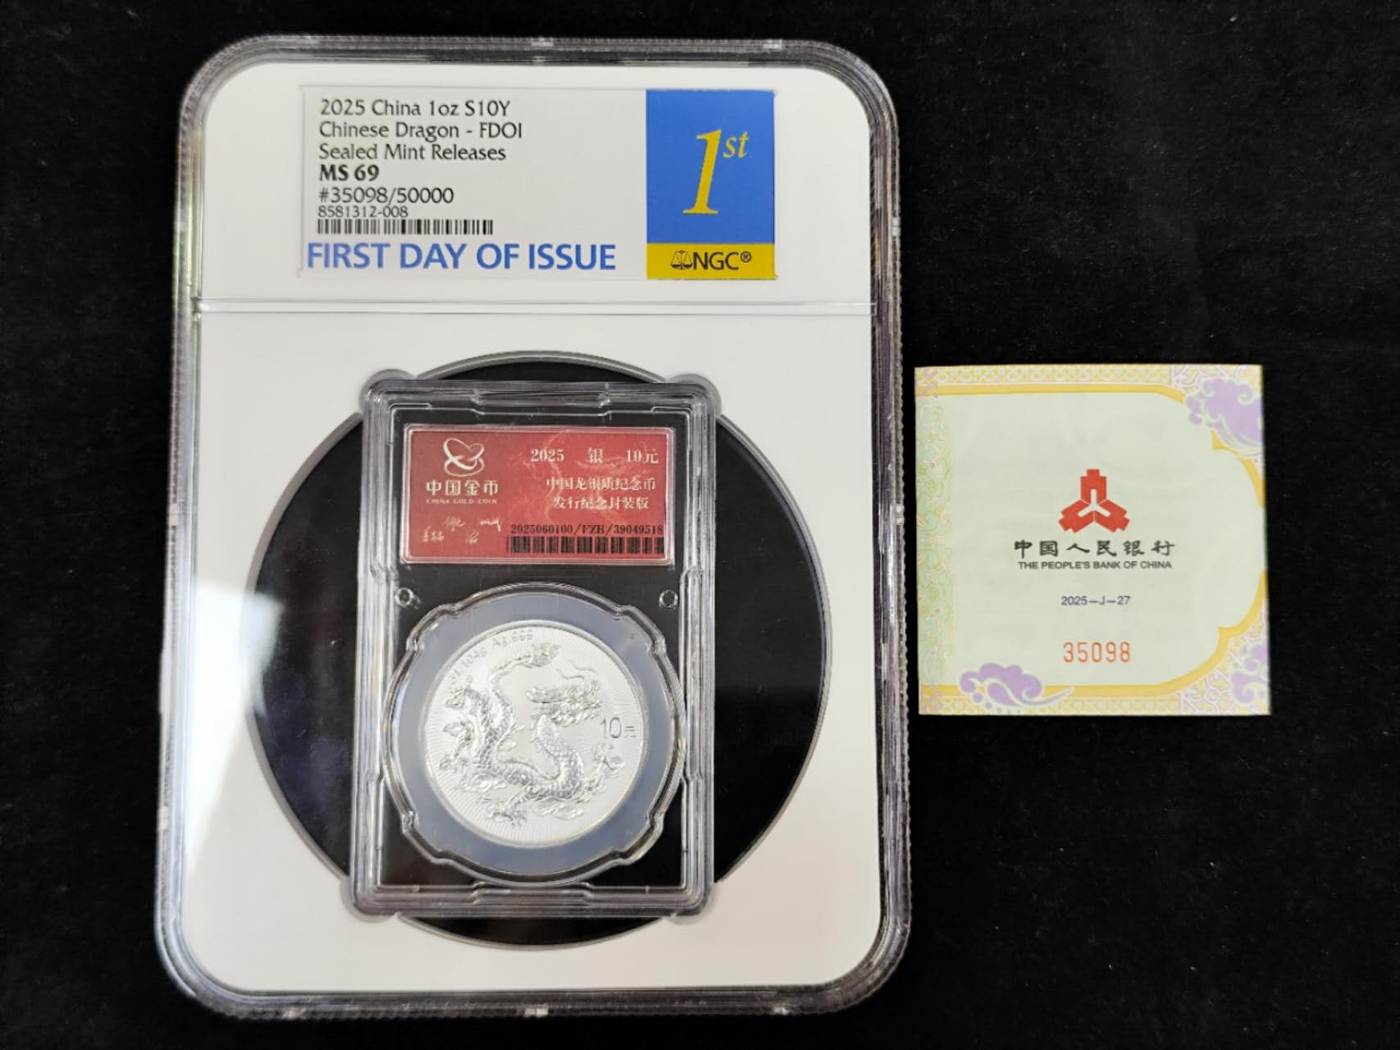 2025 China 1oz S10Y
Chinese Dragon - FDOI
Sealed Mint Releases
MS 69
#35098/50000
8581312-008
FIRST DAY OF ISSUE
1st
NGC®
中国金币
CHINA GOLD COIN
2025 银 10元
中国龙银质纪念币
发行纪念封装版
2025060100/FZB/39049518
Ag.999
10元
中国人民银行
THE PEOPLE'S BANK OF CHINA
2025-J-27
35098